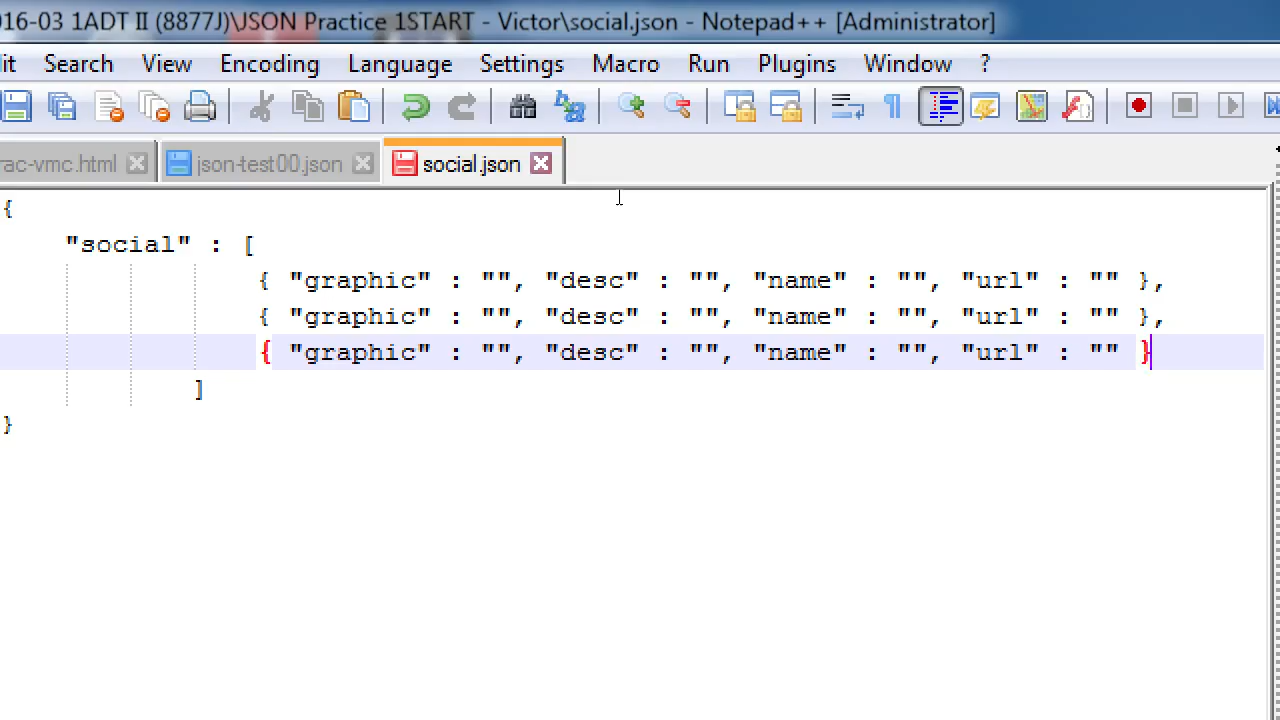 016-03 1ADT II (8877J)\JSON Practice 1START - Victor\social.json - Notepad++ [Administrator]
it Search View Encoding Language Settings Macro Run Plugins Window ?
rac-vmc.html json-test00.json social.json
{
"social" : [
{ "graphic" : "", "desc" : "", "name" : "", "url" : "" },
{ "graphic" : "", "desc" : "", "name" : "", "url" : "" },
{ "graphic" : "", "desc" : "", "name" : "", "url" : "" }
]
}